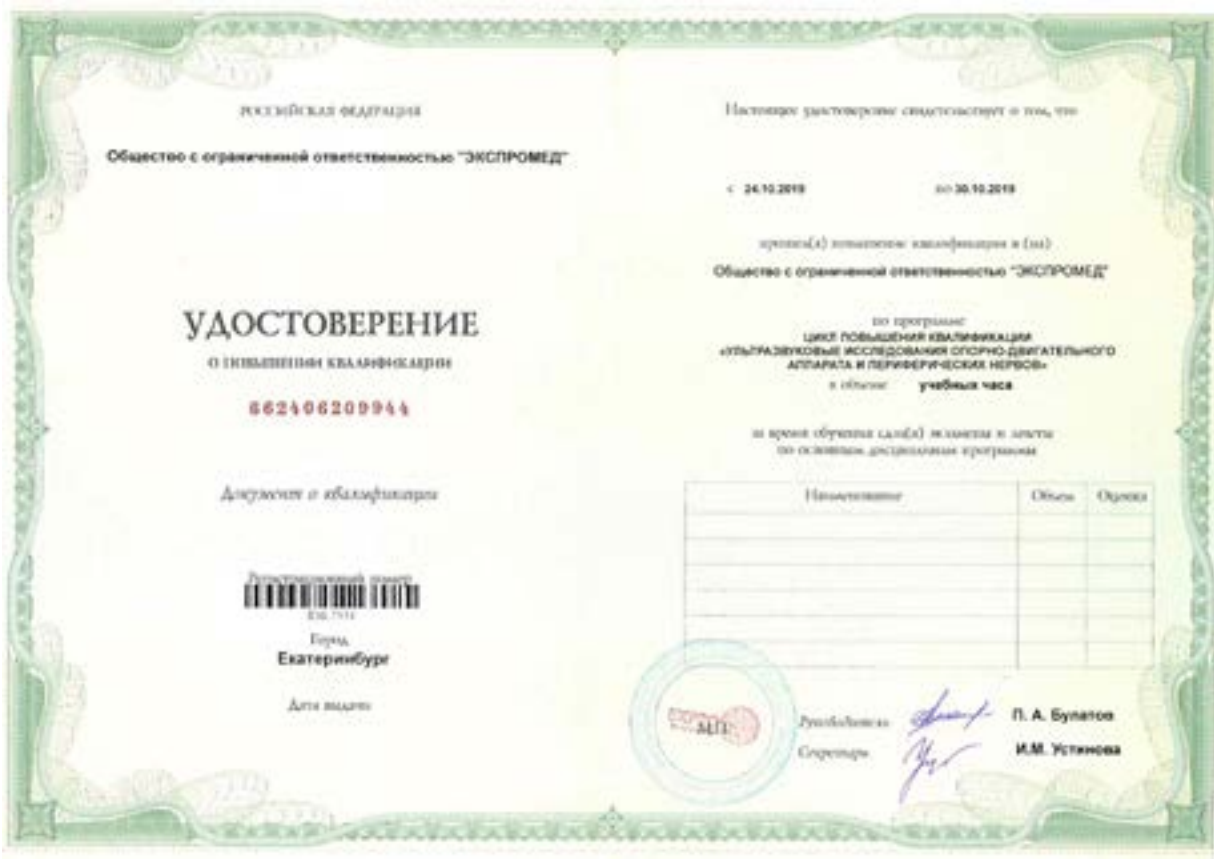 РОССИЙСКАЯ ФЕДЕРАЦИЯ
Общество с ограниченной ответственностью "ЭКСПРОМЕД"
УДОСТОВЕРЕНИЕ
О ПОВЫШЕНИИ КВАЛИФИКАЦИИ
662406209944
Документ о квалификации
Регистрационный номер
Город
Екатеринбург
Дата выдачи
Настоящее удостоверение свидетельствует о том, что
с 24.10.2019 по 30.10.2019
прошел(а) повышение квалификации в (на)
Общество с ограниченной ответственностью "ЭКСПРОМЕД"
по программе
ЦИКЛ ПОВЫШЕНИЯ КВАЛИФИКАЦИИ
«УЛЬТРАЗВУКОВЫЕ ИССЛЕДОВАНИЯ ОПОРНО-ДВИГАТЕЛЬНОГО
АППАРАТА И ПЕРИФЕРИЧЕСКИХ НЕРВОВ»
в объеме учебных часа
за время обучения сдал(а) экзамены и зачеты
по основным дисциплинам программы
Наименование Объем Оценка
М.П.
Руководитель П. А. Булатов
Секретарь И.М. Устинова